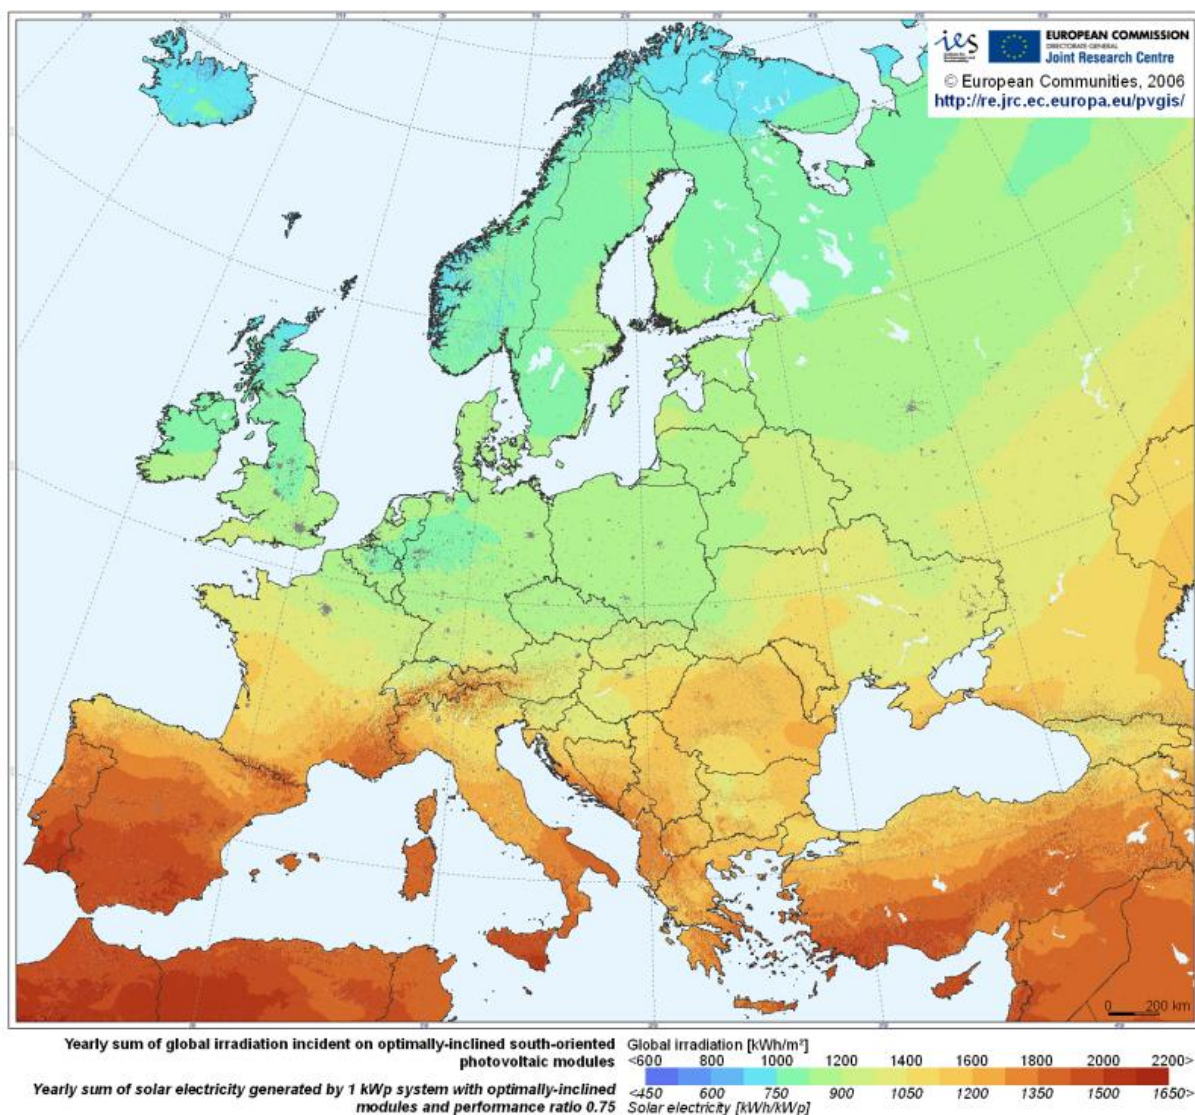 ies
EUROPEAN COMMISSION
DIRECTORATE-GENERAL
Joint Research Centre
© European Communities, 2006
http://re.jrc.ec.europa.eu/pvgis/
0 200 km
Yearly sum of global irradiation incident on optimally-inclined south-oriented
photovoltaic modules
Yearly sum of solar electricity generated by 1 kWp system with optimally-inclined
modules and performance ratio 0.75
Global irradiation [kWh/m²]
<600 800 1000 1200 1400 1600 1800 2000 2200>
<450 600 750 900 1050 1200 1350 1500 1650>
Solar electricity [kWh/kWp]